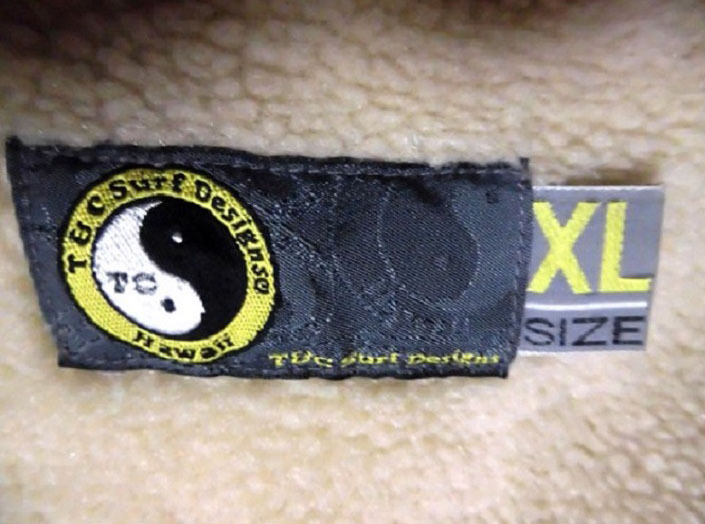 T&C Surf Designs®
TC
Hawaii
T&C Surf Designs
XL
SIZE